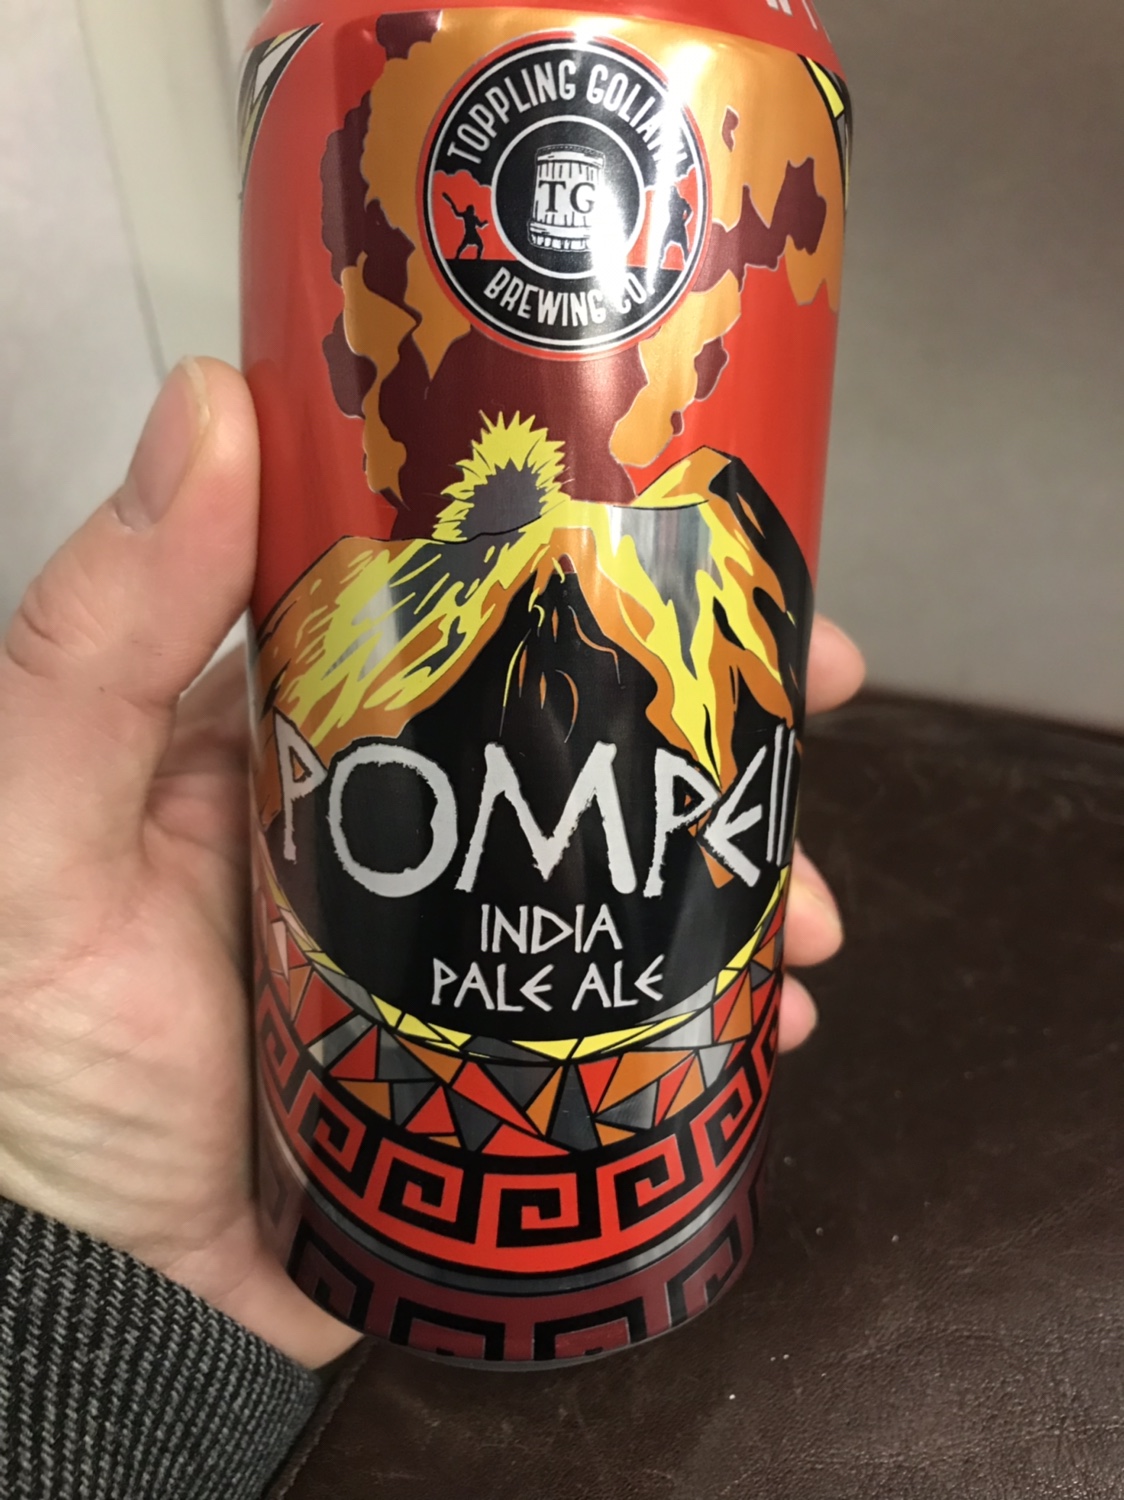 TOPPLING GOLIATH
TG
BREWING CO
POMPEII
INDIA
PALE ALE